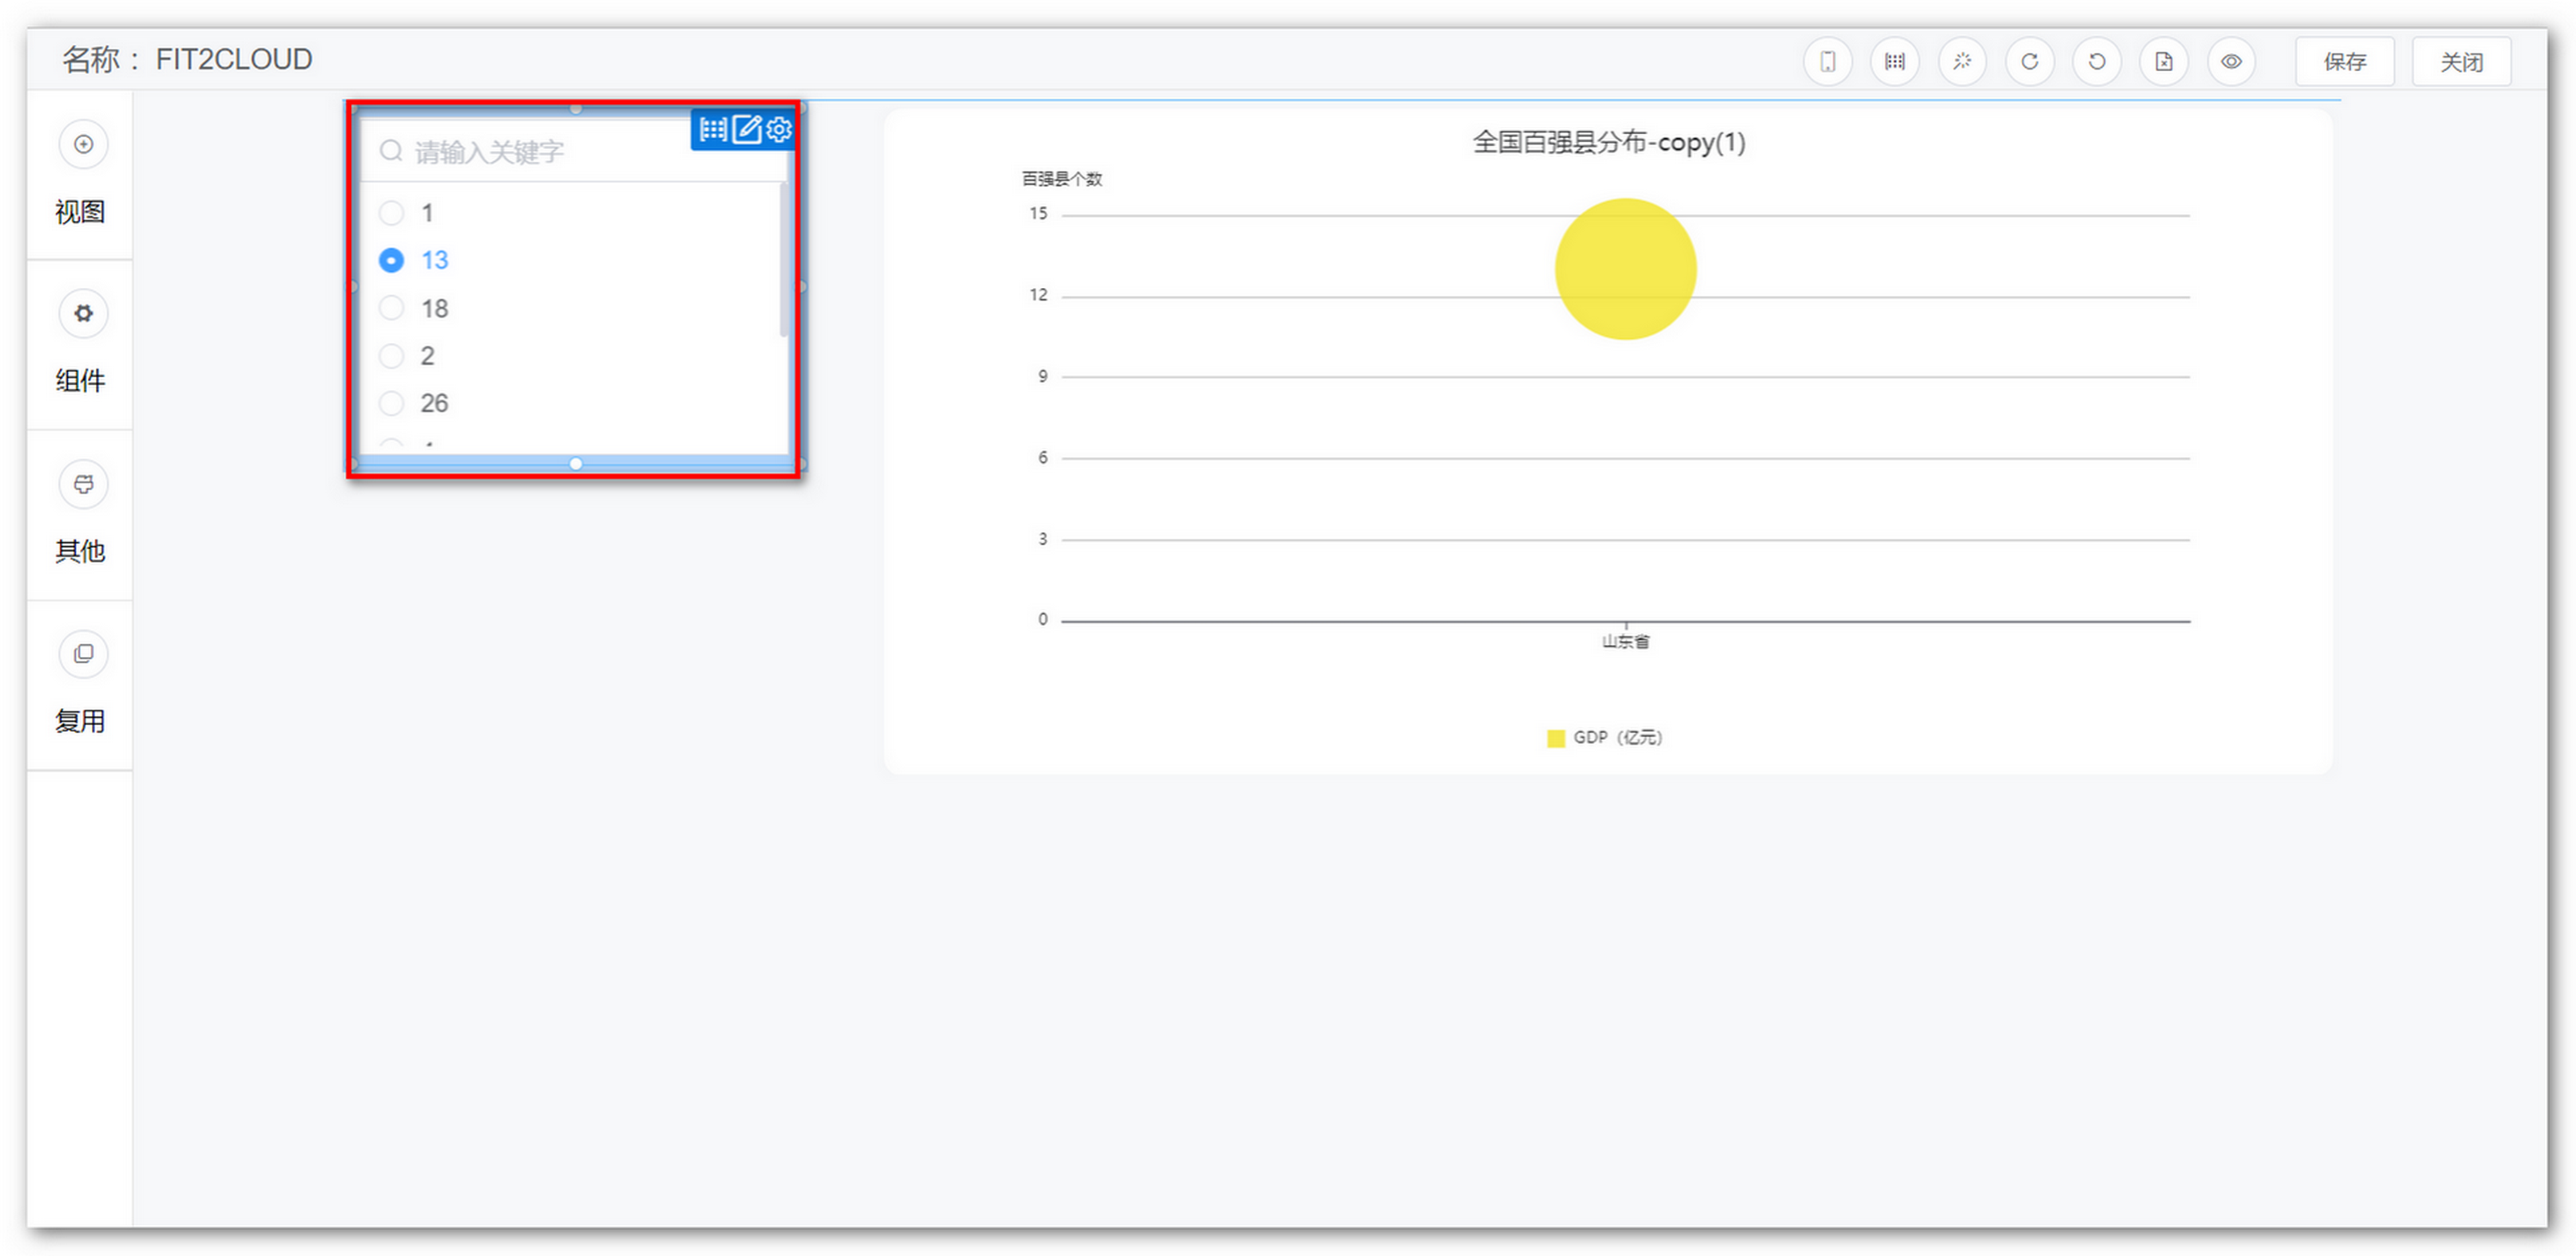 名称： FIT2CLOUD
保存
关闭
视图
组件
其他
复用
请输入关键字
1
13
18
2
26
全国百强县分布-copy(1)
百强县个数
15
12
9
6
3
0
山东省
GDP（亿元）